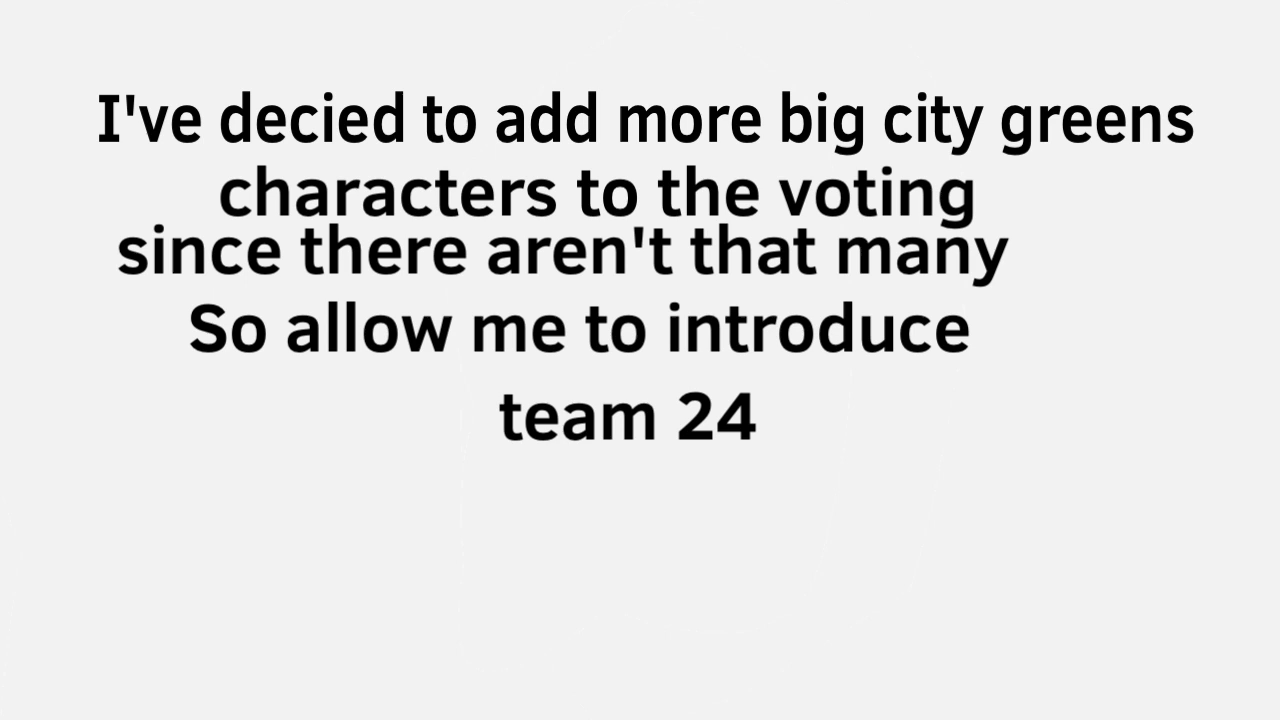 I've decied to add more big city greens
characters to the voting
since there aren't that many
So allow me to introduce
team 24